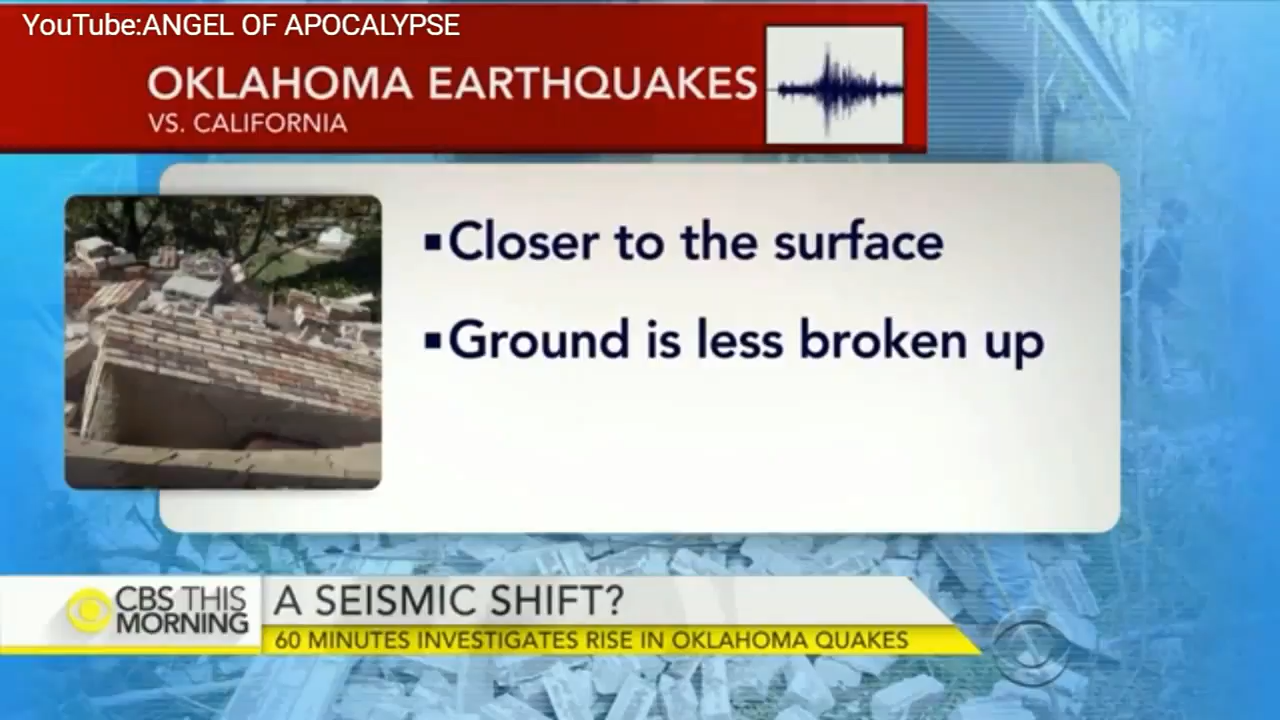 YouTube:ANGEL OF APOCALYPSE
OKLAHOMA EARTHQUAKES
VS. CALIFORNIA
▪Closer to the surface
▪Ground is less broken up
CBS THIS
MORNING
A SEISMIC SHIFT?
60 MINUTES INVESTIGATES RISE IN OKLAHOMA QUAKES